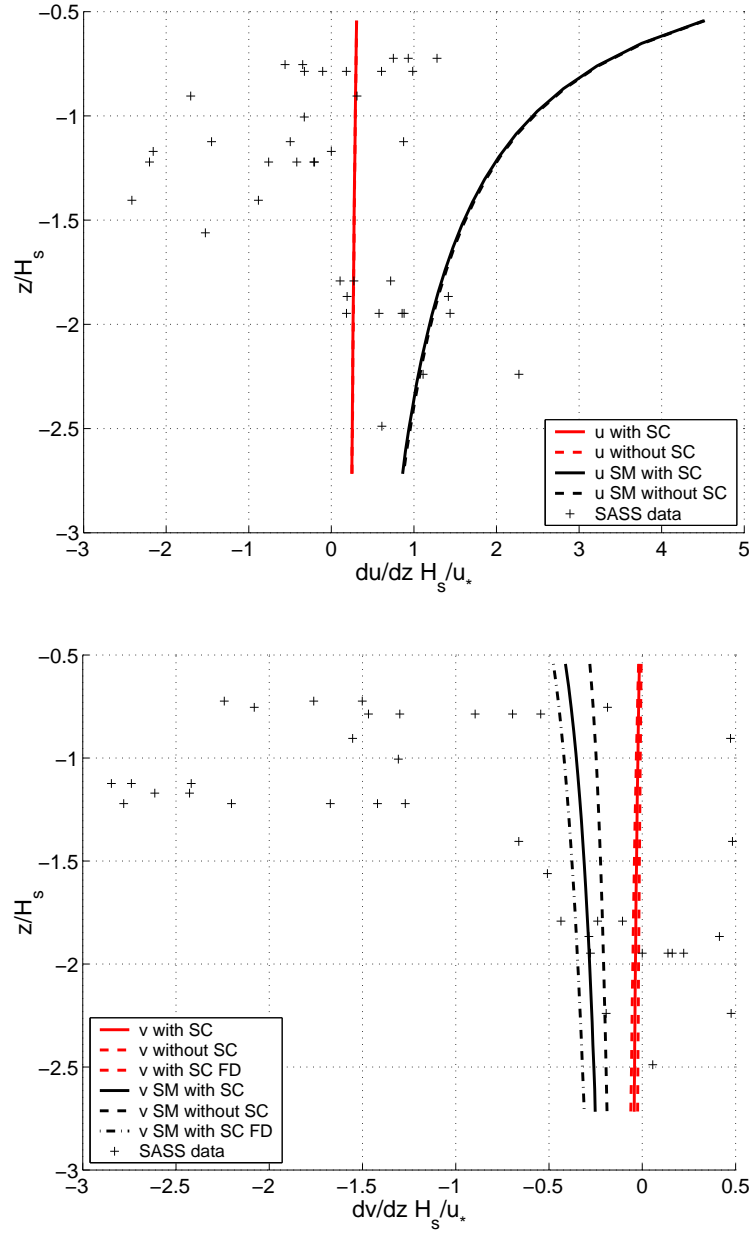 −0.5
−1
−1.5
−2
−2.5
−3
z/H_s
−3 −2 −1 0 1 2 3 4 5
du/dz H_s/u_*
u with SC
u without SC
u SM with SC
u SM without SC
SASS data
−0.5
−1
−1.5
−2
−2.5
−3
z/H_s
−3 −2.5 −2 −1.5 −1 −0.5 0 0.5
dv/dz H_s/u_*
v with SC
v without SC
v with SC FD
v SM with SC
v SM without SC
v SM with SC FD
SASS data